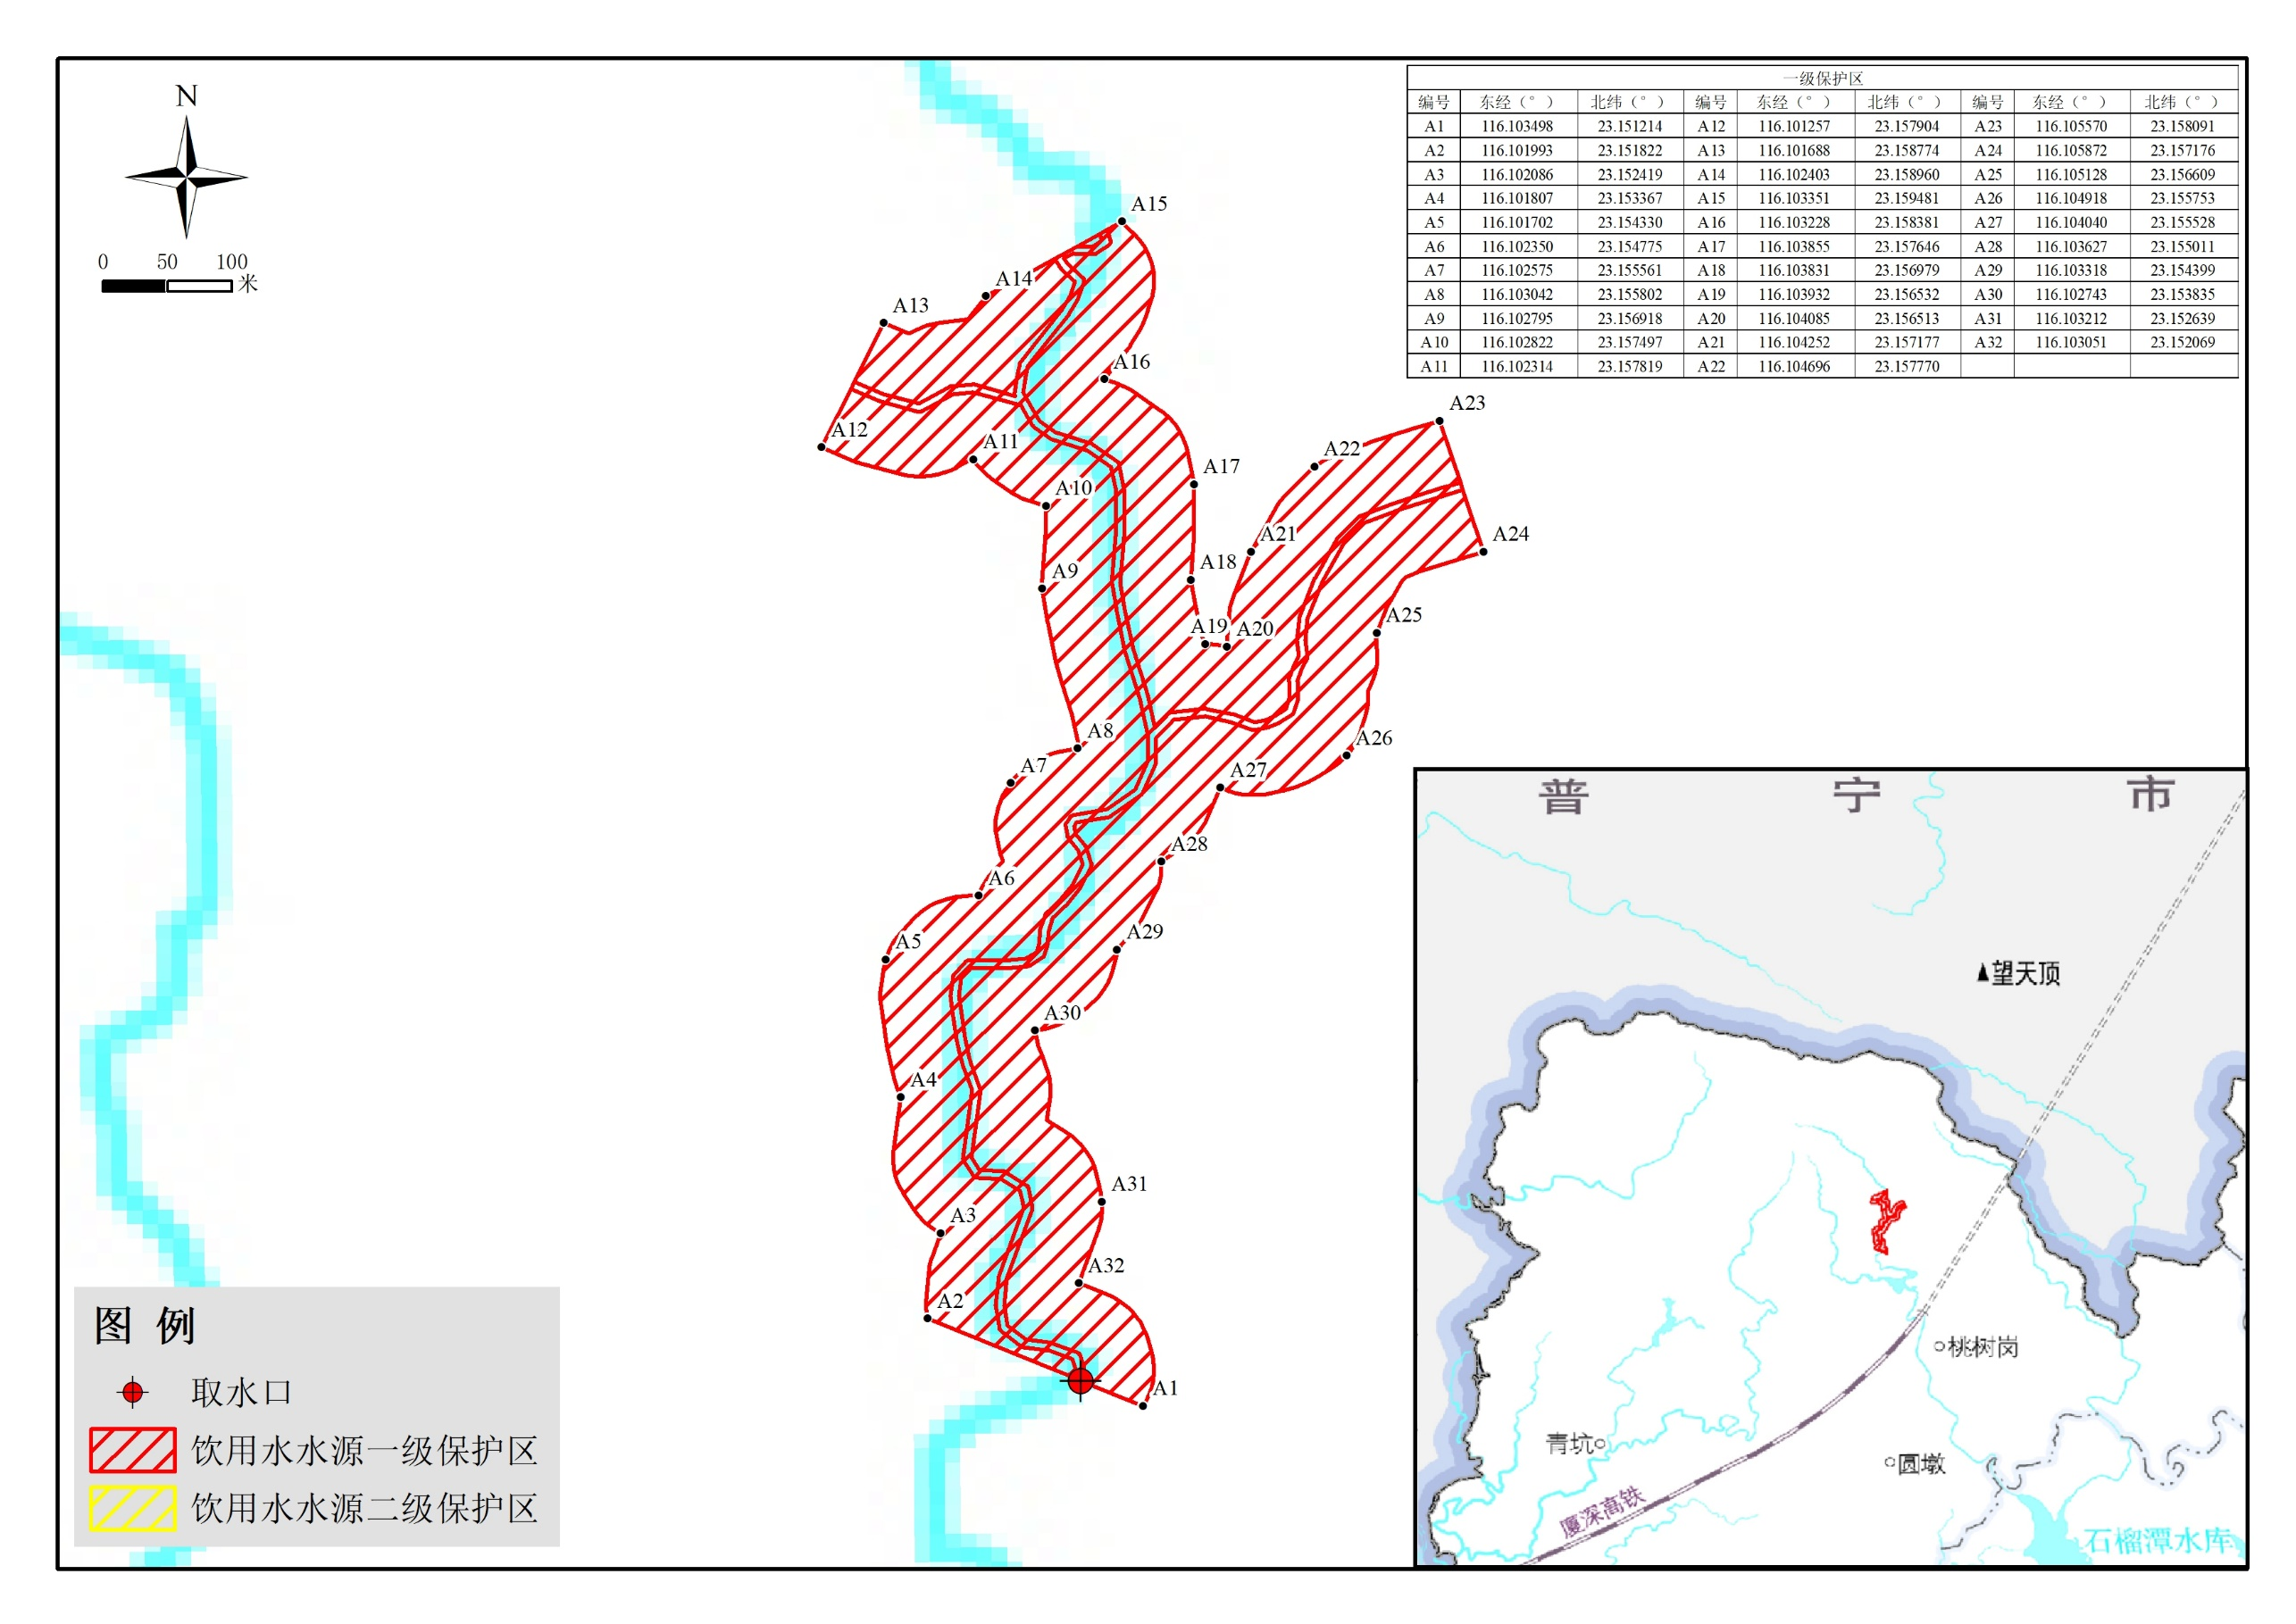 N
0 50 100
米
一级保护区
编号 东经（°） 北纬（°） 编号 东经（°） 北纬（°） 编号 东经（°） 北纬（°）
A1 116.103498 23.151214 A12 116.101257 23.157904 A23 116.105570 23.158091
A2 116.101993 23.151822 A13 116.101688 23.158774 A24 116.105872 23.157176
A3 116.102086 23.152419 A14 116.102403 23.158960 A25 116.105128 23.156609
A4 116.101807 23.153367 A15 116.103351 23.159481 A26 116.104918 23.155753
A5 116.101702 23.154330 A16 116.103228 23.158381 A27 116.104040 23.155528
A6 116.102350 23.154775 A17 116.103855 23.157646 A28 116.103627 23.155011
A7 116.102575 23.155561 A18 116.103831 23.156979 A29 116.103318 23.154399
A8 116.103042 23.155802 A19 116.103932 23.156532 A30 116.102743 23.153835
A9 116.102795 23.156918 A20 116.104085 23.156513 A31 116.103212 23.152639
A10 116.102822 23.157497 A21 116.104252 23.157177 A32 116.103051 23.152069
A11 116.102314 23.157819 A22 116.104696 23.157770
A15
A14
A13
A16
A23
A12
A11
A22
A17
A10
A21
A24
A18
A9
A25
A19
A20
A8
A26
A7
A27
A28
A6
A29
A5
A30
A4
A31
A3
A32
A2
A1
普宁市
望天顶
桃树岗
青坑
圆墩
厦深高铁
石榴潭水库
图 例
取水口
饮用水水源一级保护区
饮用水水源二级保护区